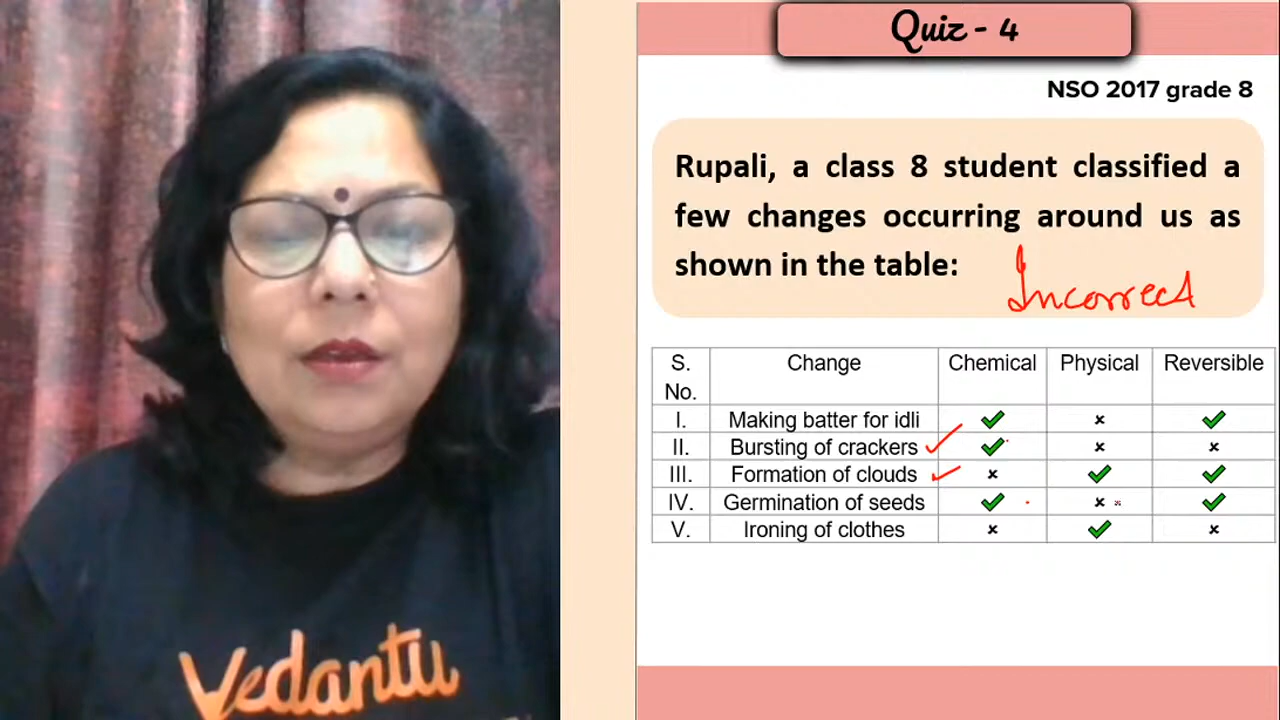 Quiz - 4
NSO 2017 grade 8
Rupali, a class 8 student classified a
few changes occurring around us as
shown in the table:
Incorrect
S. No. Change Chemical Physical Reversible
I. Making batter for idli ✔ × ✔
II. Bursting of crackers ✔ × ×
III. Formation of clouds × ✔ ✔
IV. Germination of seeds ✔ × ✔
V. Ironing of clothes × ✔ ×
Vedantu